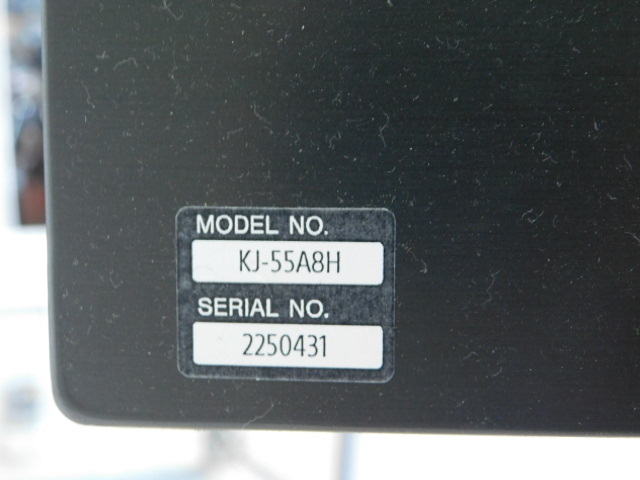 MODEL NO.
KJ-55A8H
SERIAL NO.
2250431